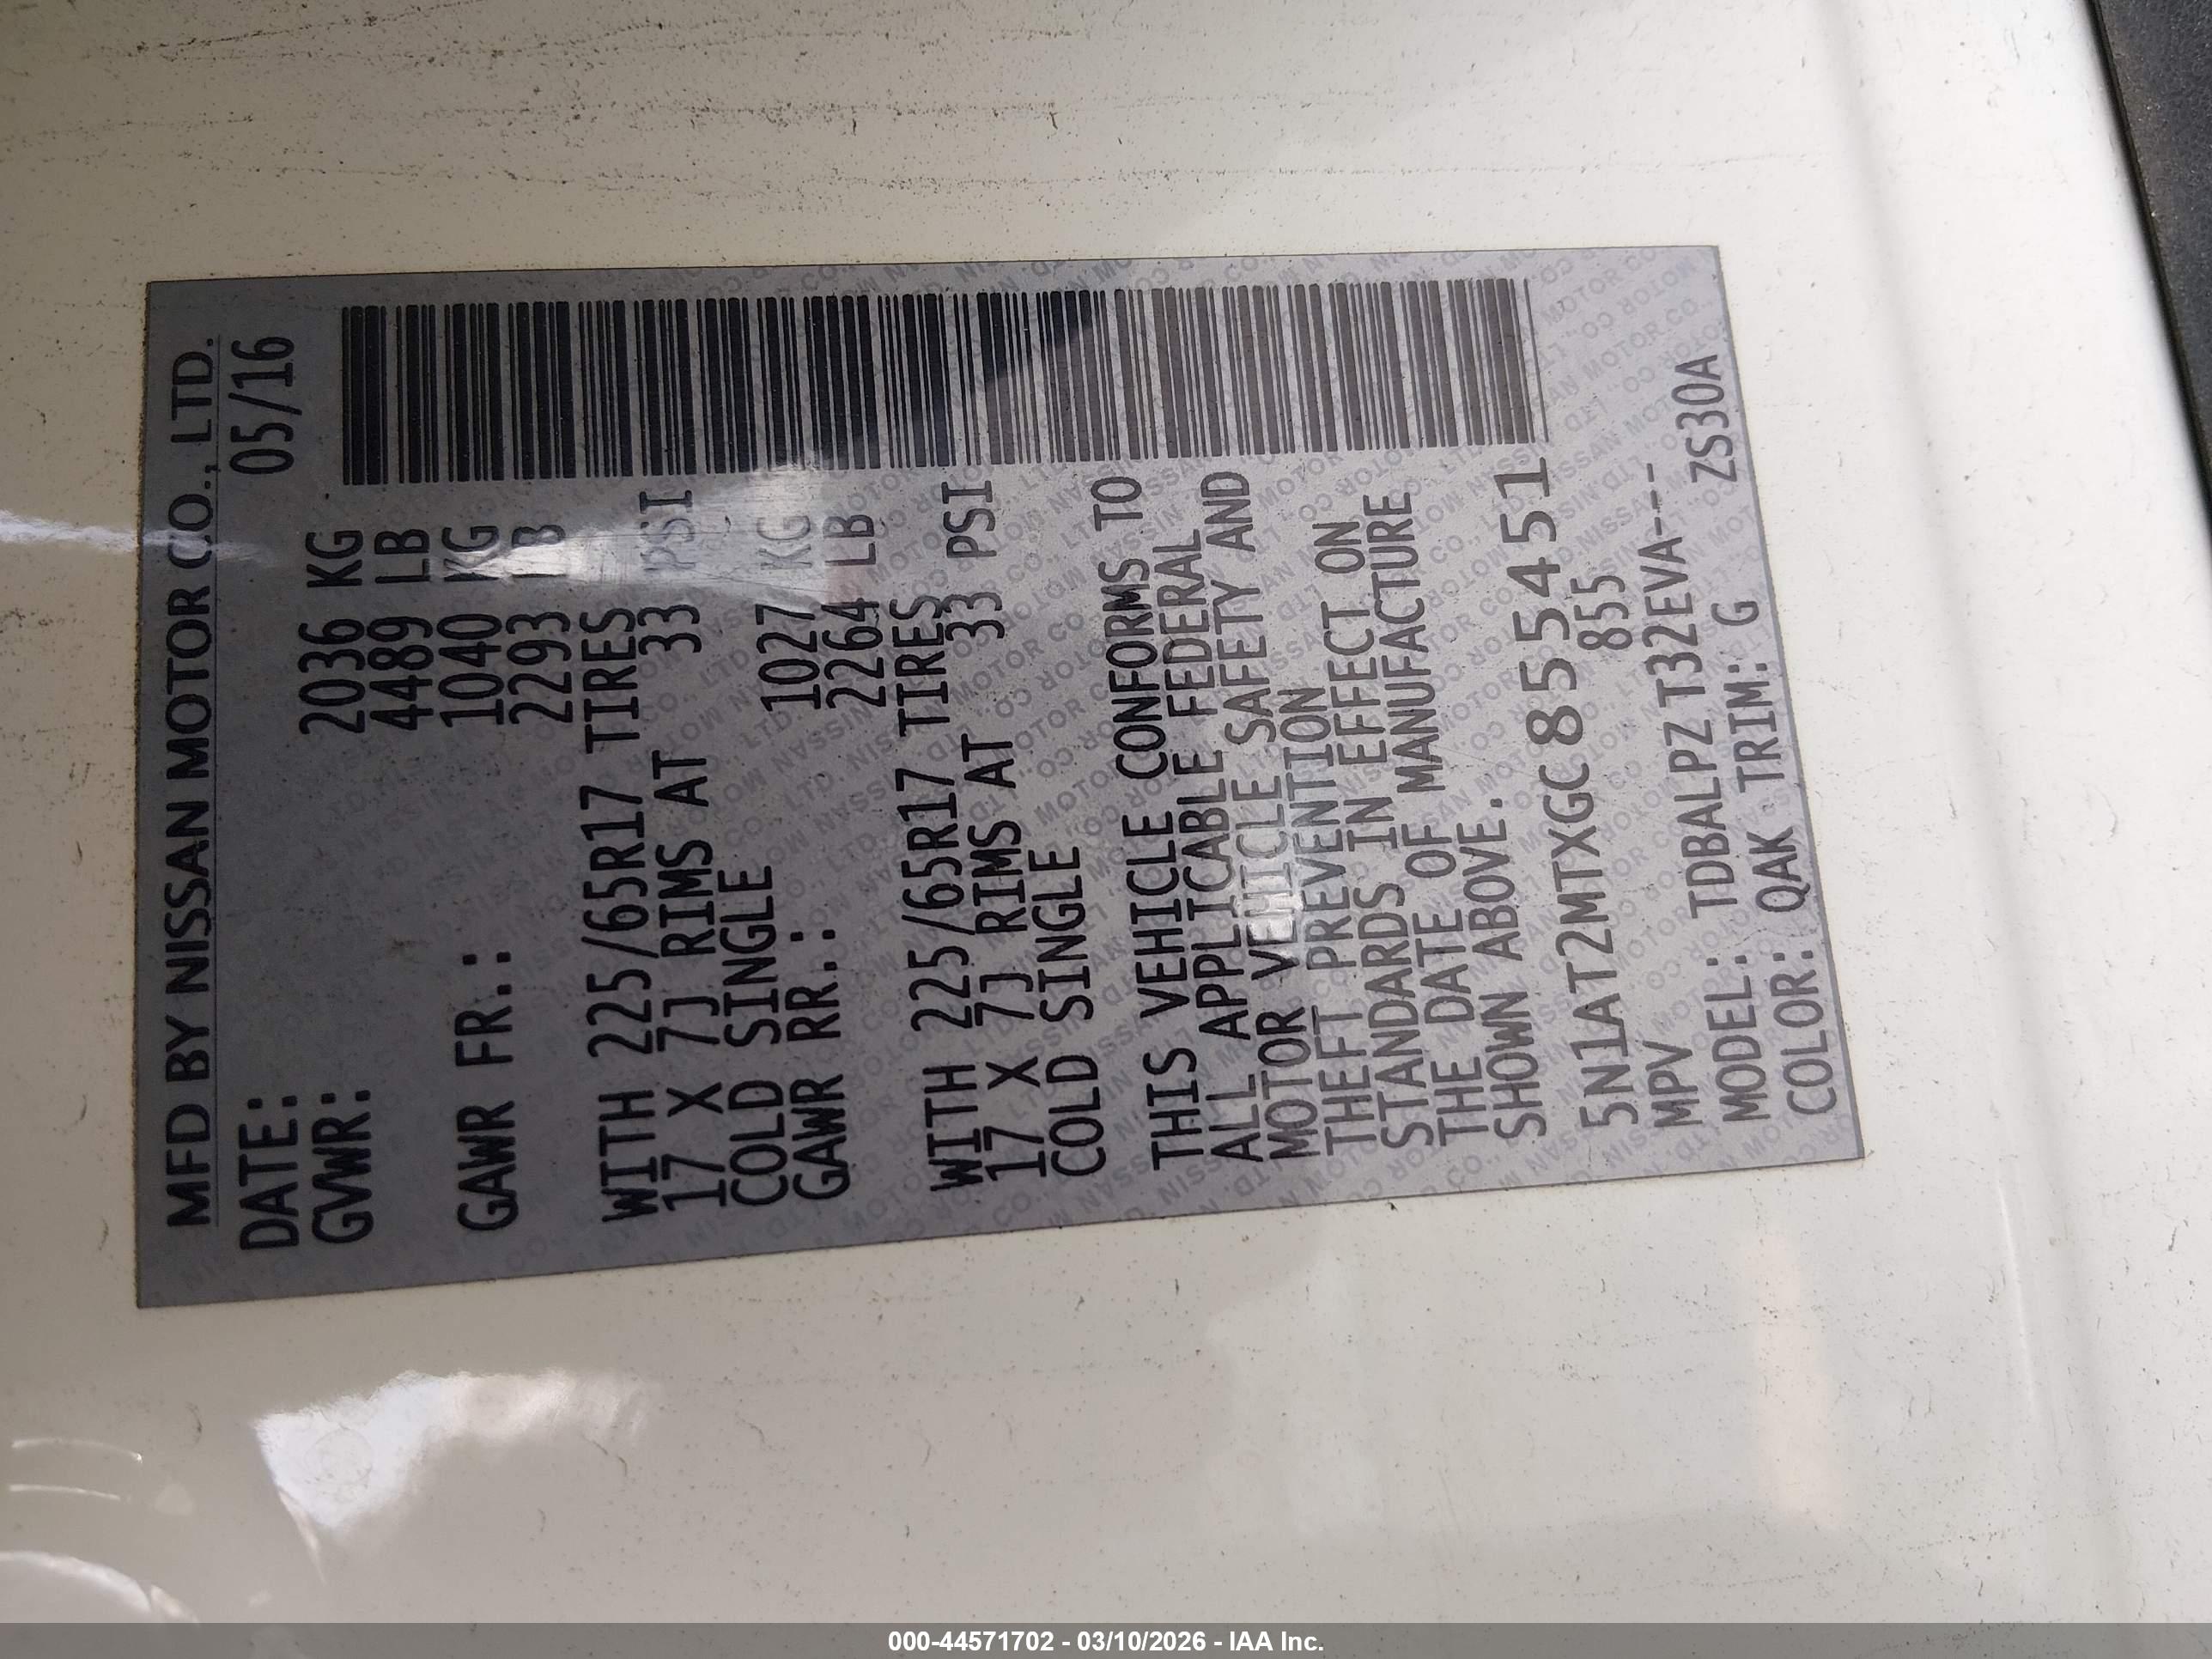 MFD BY NISSAN MOTOR CO., LTD.
DATE: 05/16
GVWR: 2036 KG
4489 LB
GAWR FR.: 1040 KG
2293 LB
WITH 225/65R17 TIRES
17 X 7J RIMS AT 33 PSI
COLD SINGLE
GAWR RR.: 1027 KG
2264 LB
WITH 225/65R17 TIRES
17 X 7J RIMS AT 33 PSI
COLD SINGLE
THIS VEHICLE CONFORMS TO
ALL APPLICABLE FEDERAL
MOTOR VEHICLE SAFETY AND
THEFT PREVENTION
STANDARDS IN EFFECT ON
THE DATE OF MANUFACTURE
SHOWN ABOVE.
5N1AT2MTXGC855451
MPV 855
MODEL: TDBALPZ T32EVA----
COLOR: QAK TRIM: G ZS30A
000-44571702 - 03/10/2026 - IAA Inc.